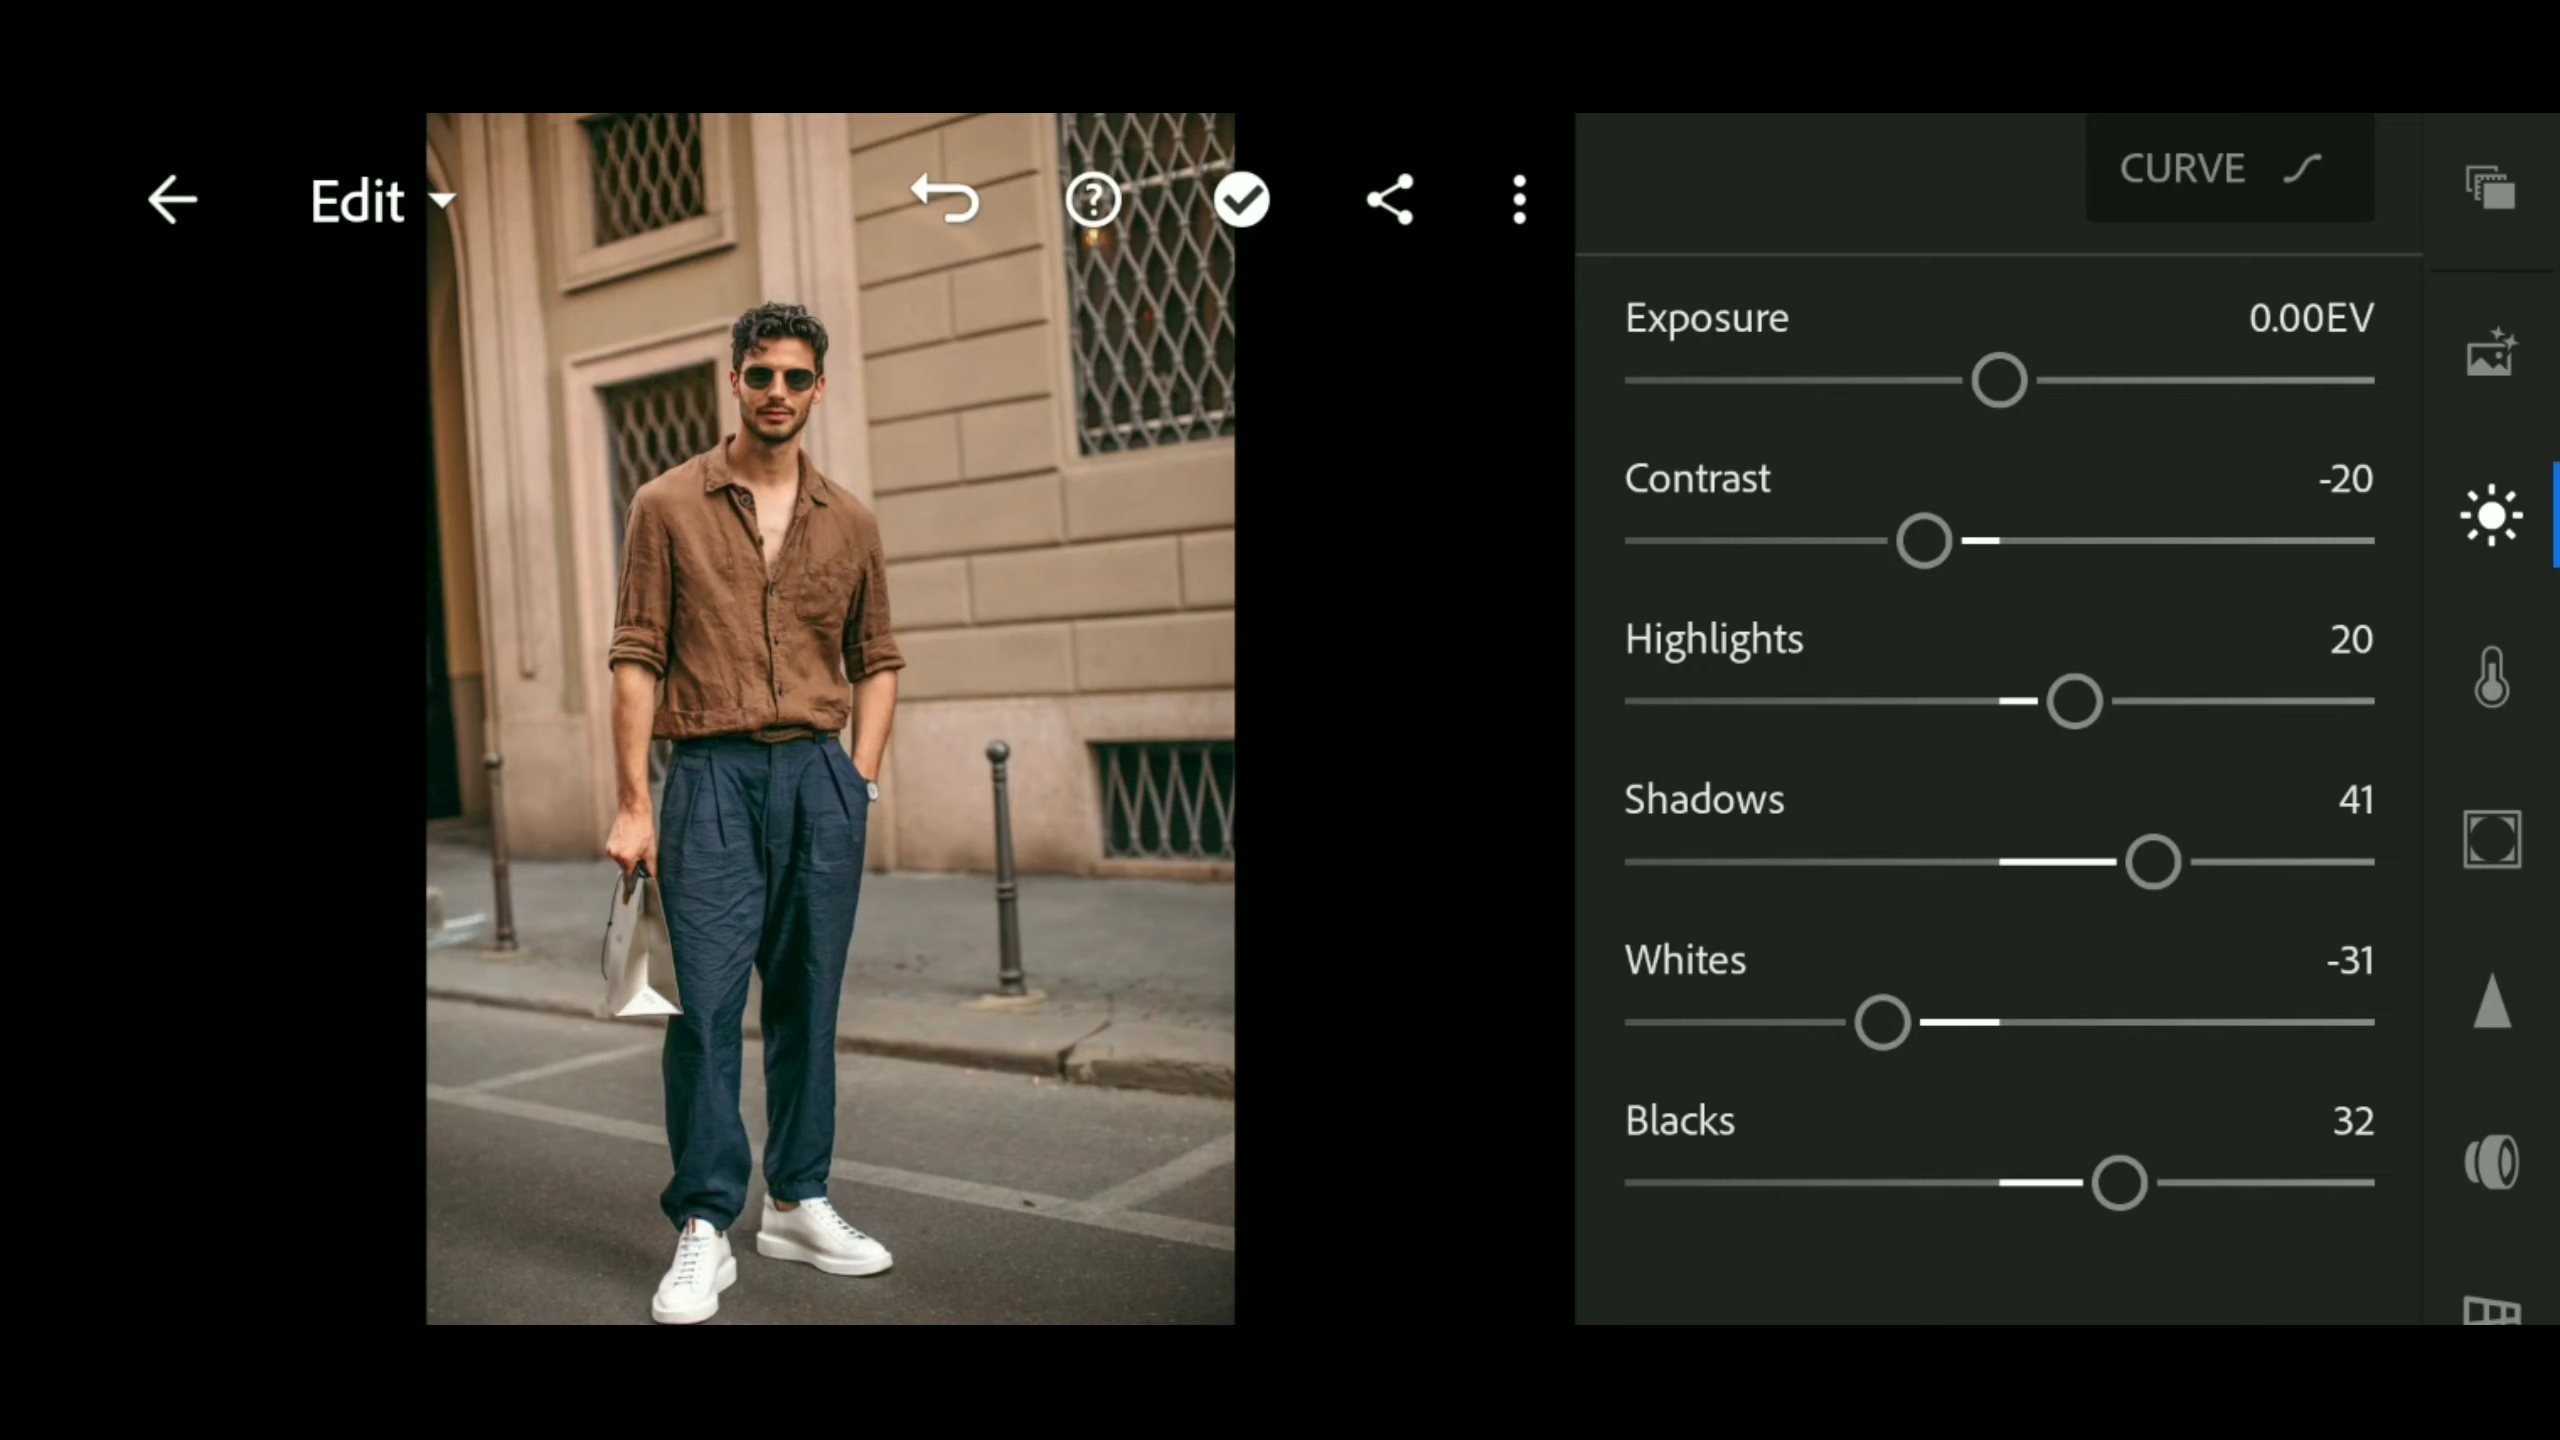 Edit
CURVE
Exposure 0.00EV
Contrast -20
Highlights 20
Shadows 41
Whites -31
Blacks 32